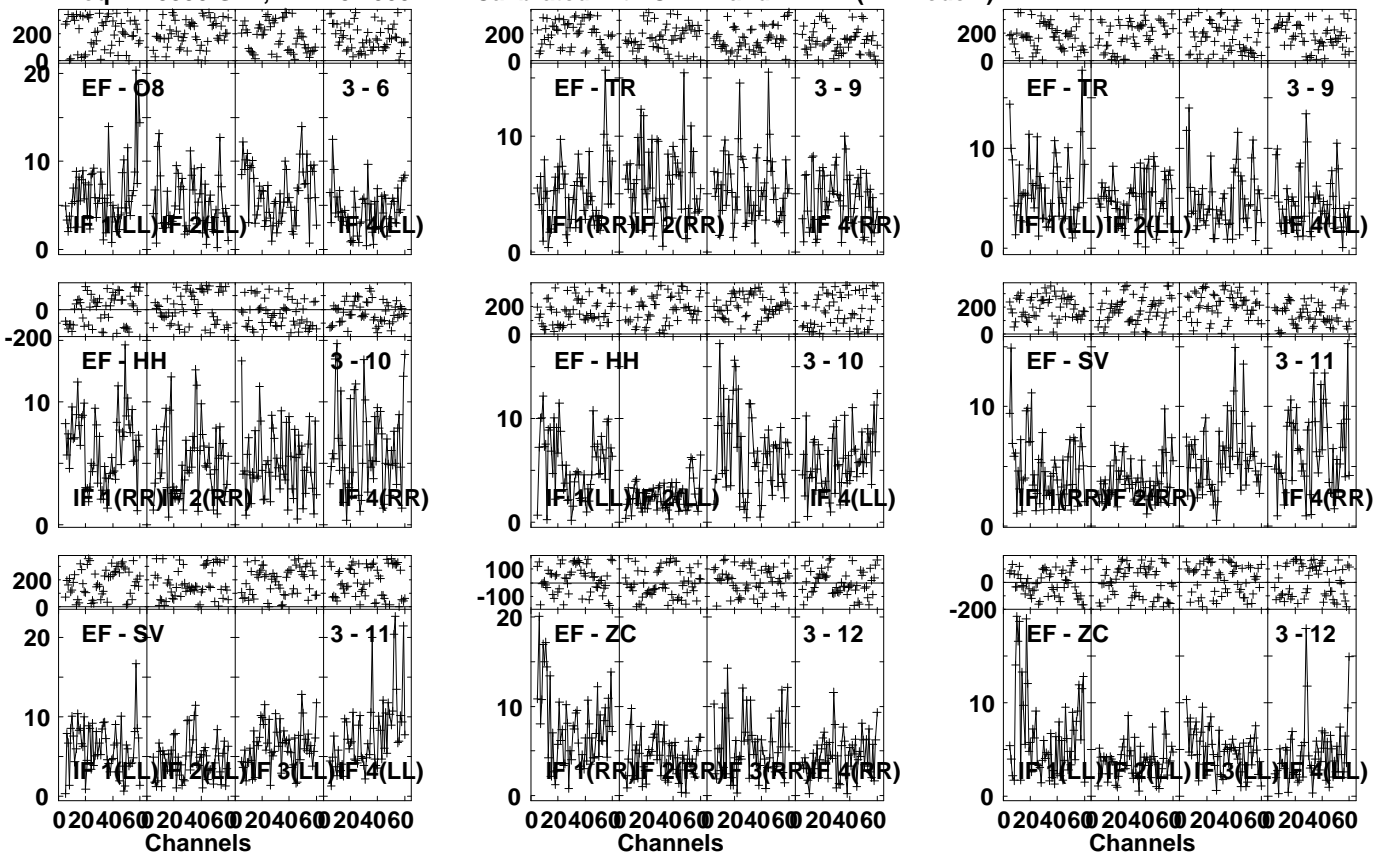 200
0
20
10
0
EF - O8
3 - 6
IF 1(LL)
IF 2(LL)
IF 4(LL)
200
0
10
0
EF - TR
3 - 9
IF 1(RR)
IF 2(RR)
IF 4(RR)
200
0
10
0
EF - TR
3 - 9
IF 1(LL)
IF 2(LL)
IF 4(LL)
0
-200
10
0
EF - HH
3 - 10
IF 1(RR)
IF 2(RR)
IF 4(RR)
200
0
10
0
EF - HH
3 - 10
IF 1(LL)
IF 2(LL)
IF 4(LL)
200
0
10
0
EF - SV
3 - 11
IF 1(RR)
IF 2(RR)
IF 4(RR)
200
0
20
10
0
EF - SV
3 - 11
IF 1(LL)
IF 2(LL)
IF 3(LL)
IF 4(LL)
0 20 40 60 0 20 40 60 0 20 40 60 0 20 40 60
Channels
100
-100
20
10
0
EF - ZC
3 - 12
IF 1(RR)
IF 2(RR)
IF 3(RR)
IF 4(RR)
0 20 40 60 0 20 40 60 0 20 40 60 0 20 40 60
Channels
0
-200
20
10
0
EF - ZC
3 - 12
IF 1(LL)
IF 2(LL)
IF 3(LL)
IF 4(LL)
0 20 40 60 0 20 40 60 0 20 40 60 0 20 40 60
Channels